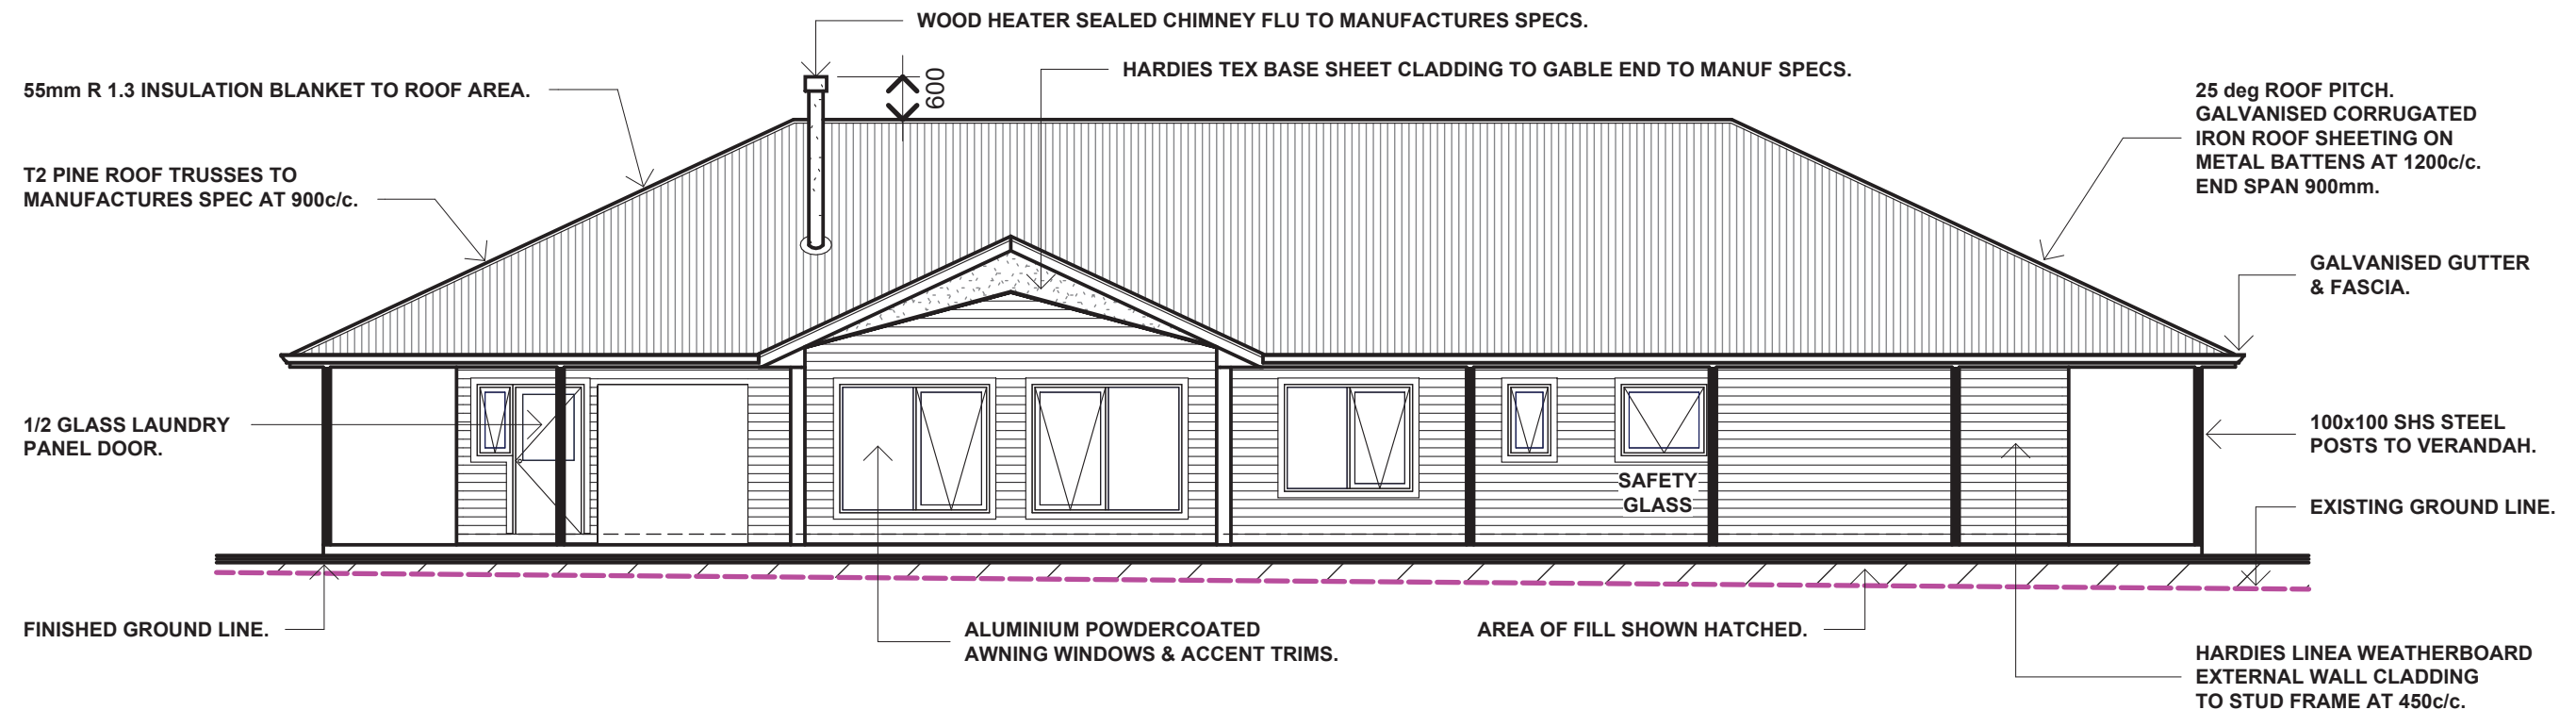 WOOD HEATER SEALED CHIMNEY FLU TO MANUFACTURES SPECS.
HARDIES TEX BASE SHEET CLADDING TO GABLE END TO MANUF SPECS.
600
55mm R 1.3 INSULATION BLANKET TO ROOF AREA.
25 deg ROOF PITCH.
GALVANISED CORRUGATED
IRON ROOF SHEETING ON
METAL BATTENS AT 1200c/c.
END SPAN 900mm.
T2 PINE ROOF TRUSSES TO
MANUFACTURES SPEC AT 900c/c.
GALVANISED GUTTER
& FASCIA.
1/2 GLASS LAUNDRY
PANEL DOOR.
100x100 SHS STEEL
POSTS TO VERANDAH.
SAFETY
GLASS
EXISTING GROUND LINE.
FINISHED GROUND LINE.
ALUMINIUM POWDERCOATED
AWNING WINDOWS & ACCENT TRIMS.
AREA OF FILL SHOWN HATCHED.
HARDIES LINEA WEATHERBOARD
EXTERNAL WALL CLADDING
TO STUD FRAME AT 450c/c.